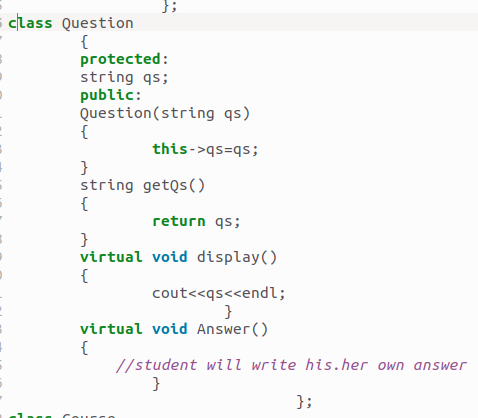 };
class Question
{
protected:
string qs;
public:
Question(string qs)
{
this->qs=qs;
}
string getQs()
{
return qs;
}
virtual void display()
{
cout<<qs<<endl;
}
virtual void Answer()
{
//student will write his.her own answer
}
};
class Course